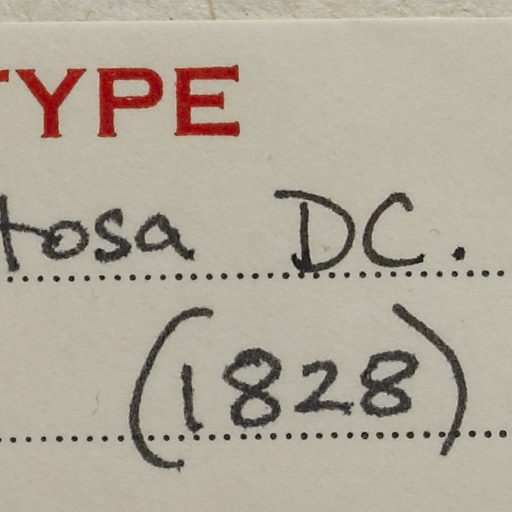 TYPE
tosa DC.
(1828)